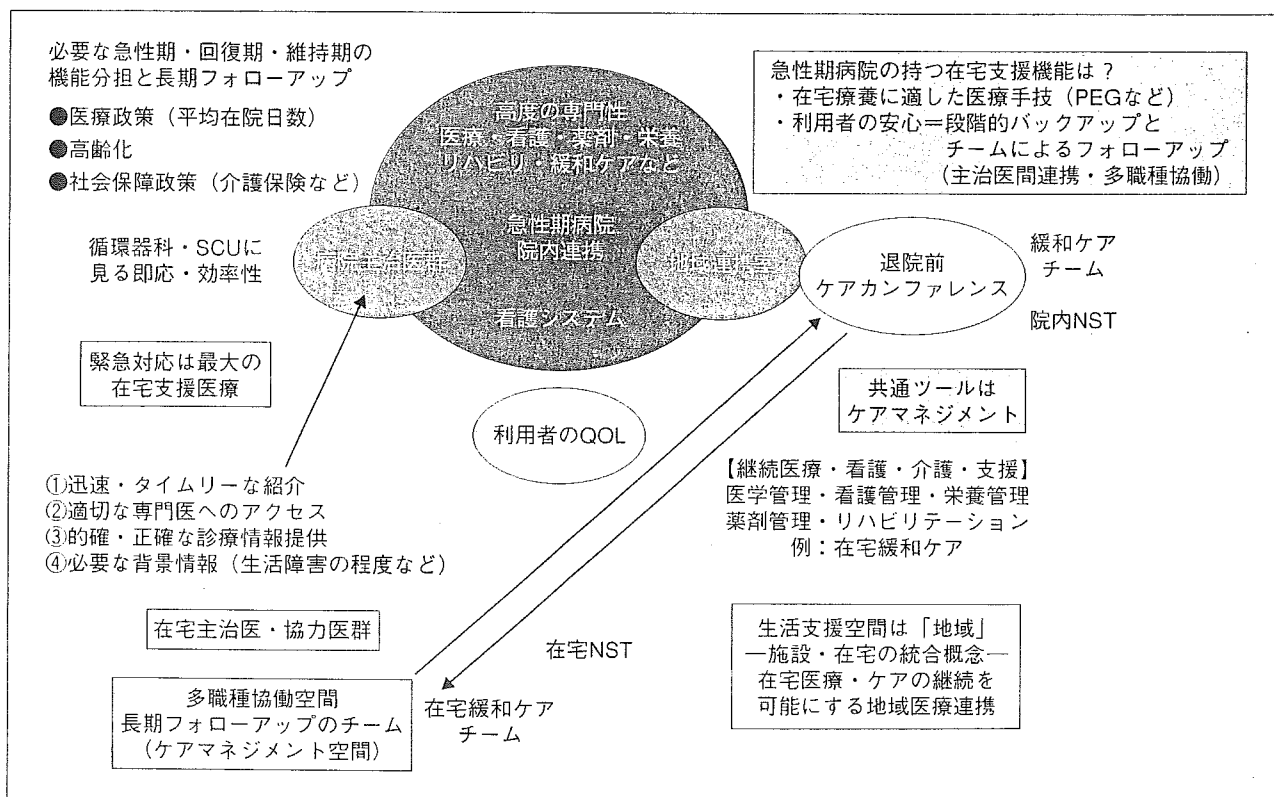 必要な急性期・回復期・維持期の
機能分担と長期フォローアップ
●医療政策（平均在院日数）
●高齢化
●社会保障政策（介護保険など）
循環器科・SCUに
見る即応・効率性
高度の専門性
医療・看護・薬剤・栄養
リハビリ・緩和ケアなど
急性期病院
院内連携
看護システム
病院主治医群
地域連携室
急性期病院の持つ在宅支援機能は？
・在宅療養に適した医療手技（PEGなど）
・利用者の安心＝段階的バックアップと
チームによるフォローアップ
（主治医間連携・多職種協働）
退院前
ケアカンファレンス
緩和ケア
チーム
院内NST
緊急対応は最大の
在宅支援医療
利用者のQOL
共通ツールは
ケアマネジメント
①迅速・タイムリーな紹介
②適切な専門医へのアクセス
③的確・正確な診療情報提供
④必要な背景情報（生活障害の程度など）
【継続医療・看護・介護・支援】
医学管理・看護管理・栄養管理
薬剤管理・リハビリテーション
例：在宅緩和ケア
在宅主治医・協力医群
在宅NST
多職種協働空間
長期フォローアップのチーム
（ケアマネジメント空間）
在宅緩和ケア
チーム
生活支援空間は「地域」
―施設・在宅の統合概念―
在宅医療・ケアの継続を
可能にする地域医療連携